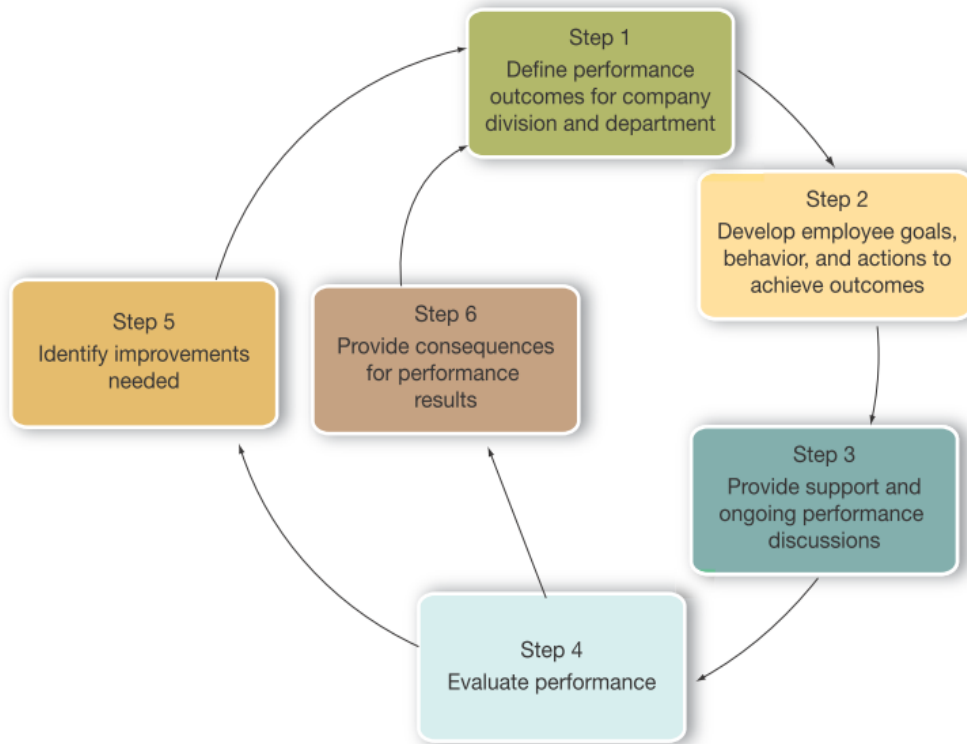 Step 1
Define performance
outcomes for company
division and department
Step 2
Develop employee goals,
behavior, and actions to
achieve outcomes
Step 3
Provide support and
ongoing performance
discussions
Step 4
Evaluate performance
Step 5
Identify improvements
needed
Step 6
Provide consequences
for performance
results